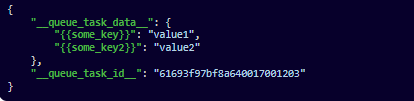 {
    "__queue_task_data__": {
        "{{some_key}}": "value1",
        "{{some_key2}}": "value2"
    },
    "__queue_task_id__": "61693f97bf8a640017001203"
}